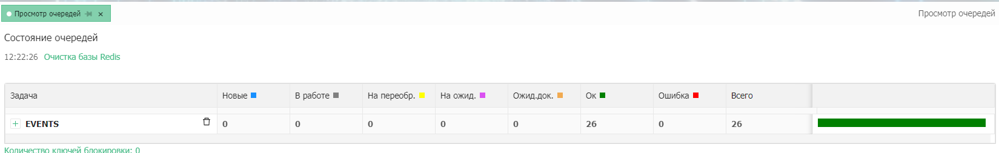 Просмотр очередей
Просмотр очередей
Состояние очередей
12:22:26 Очистка базы Redis
Задача Новые В работе На переобр. На ожид. Ожид.док. Ок Ошибка Всего
EVENTS 0 0 0 0 0 26 0 26
Количество ключей блокировки: 0